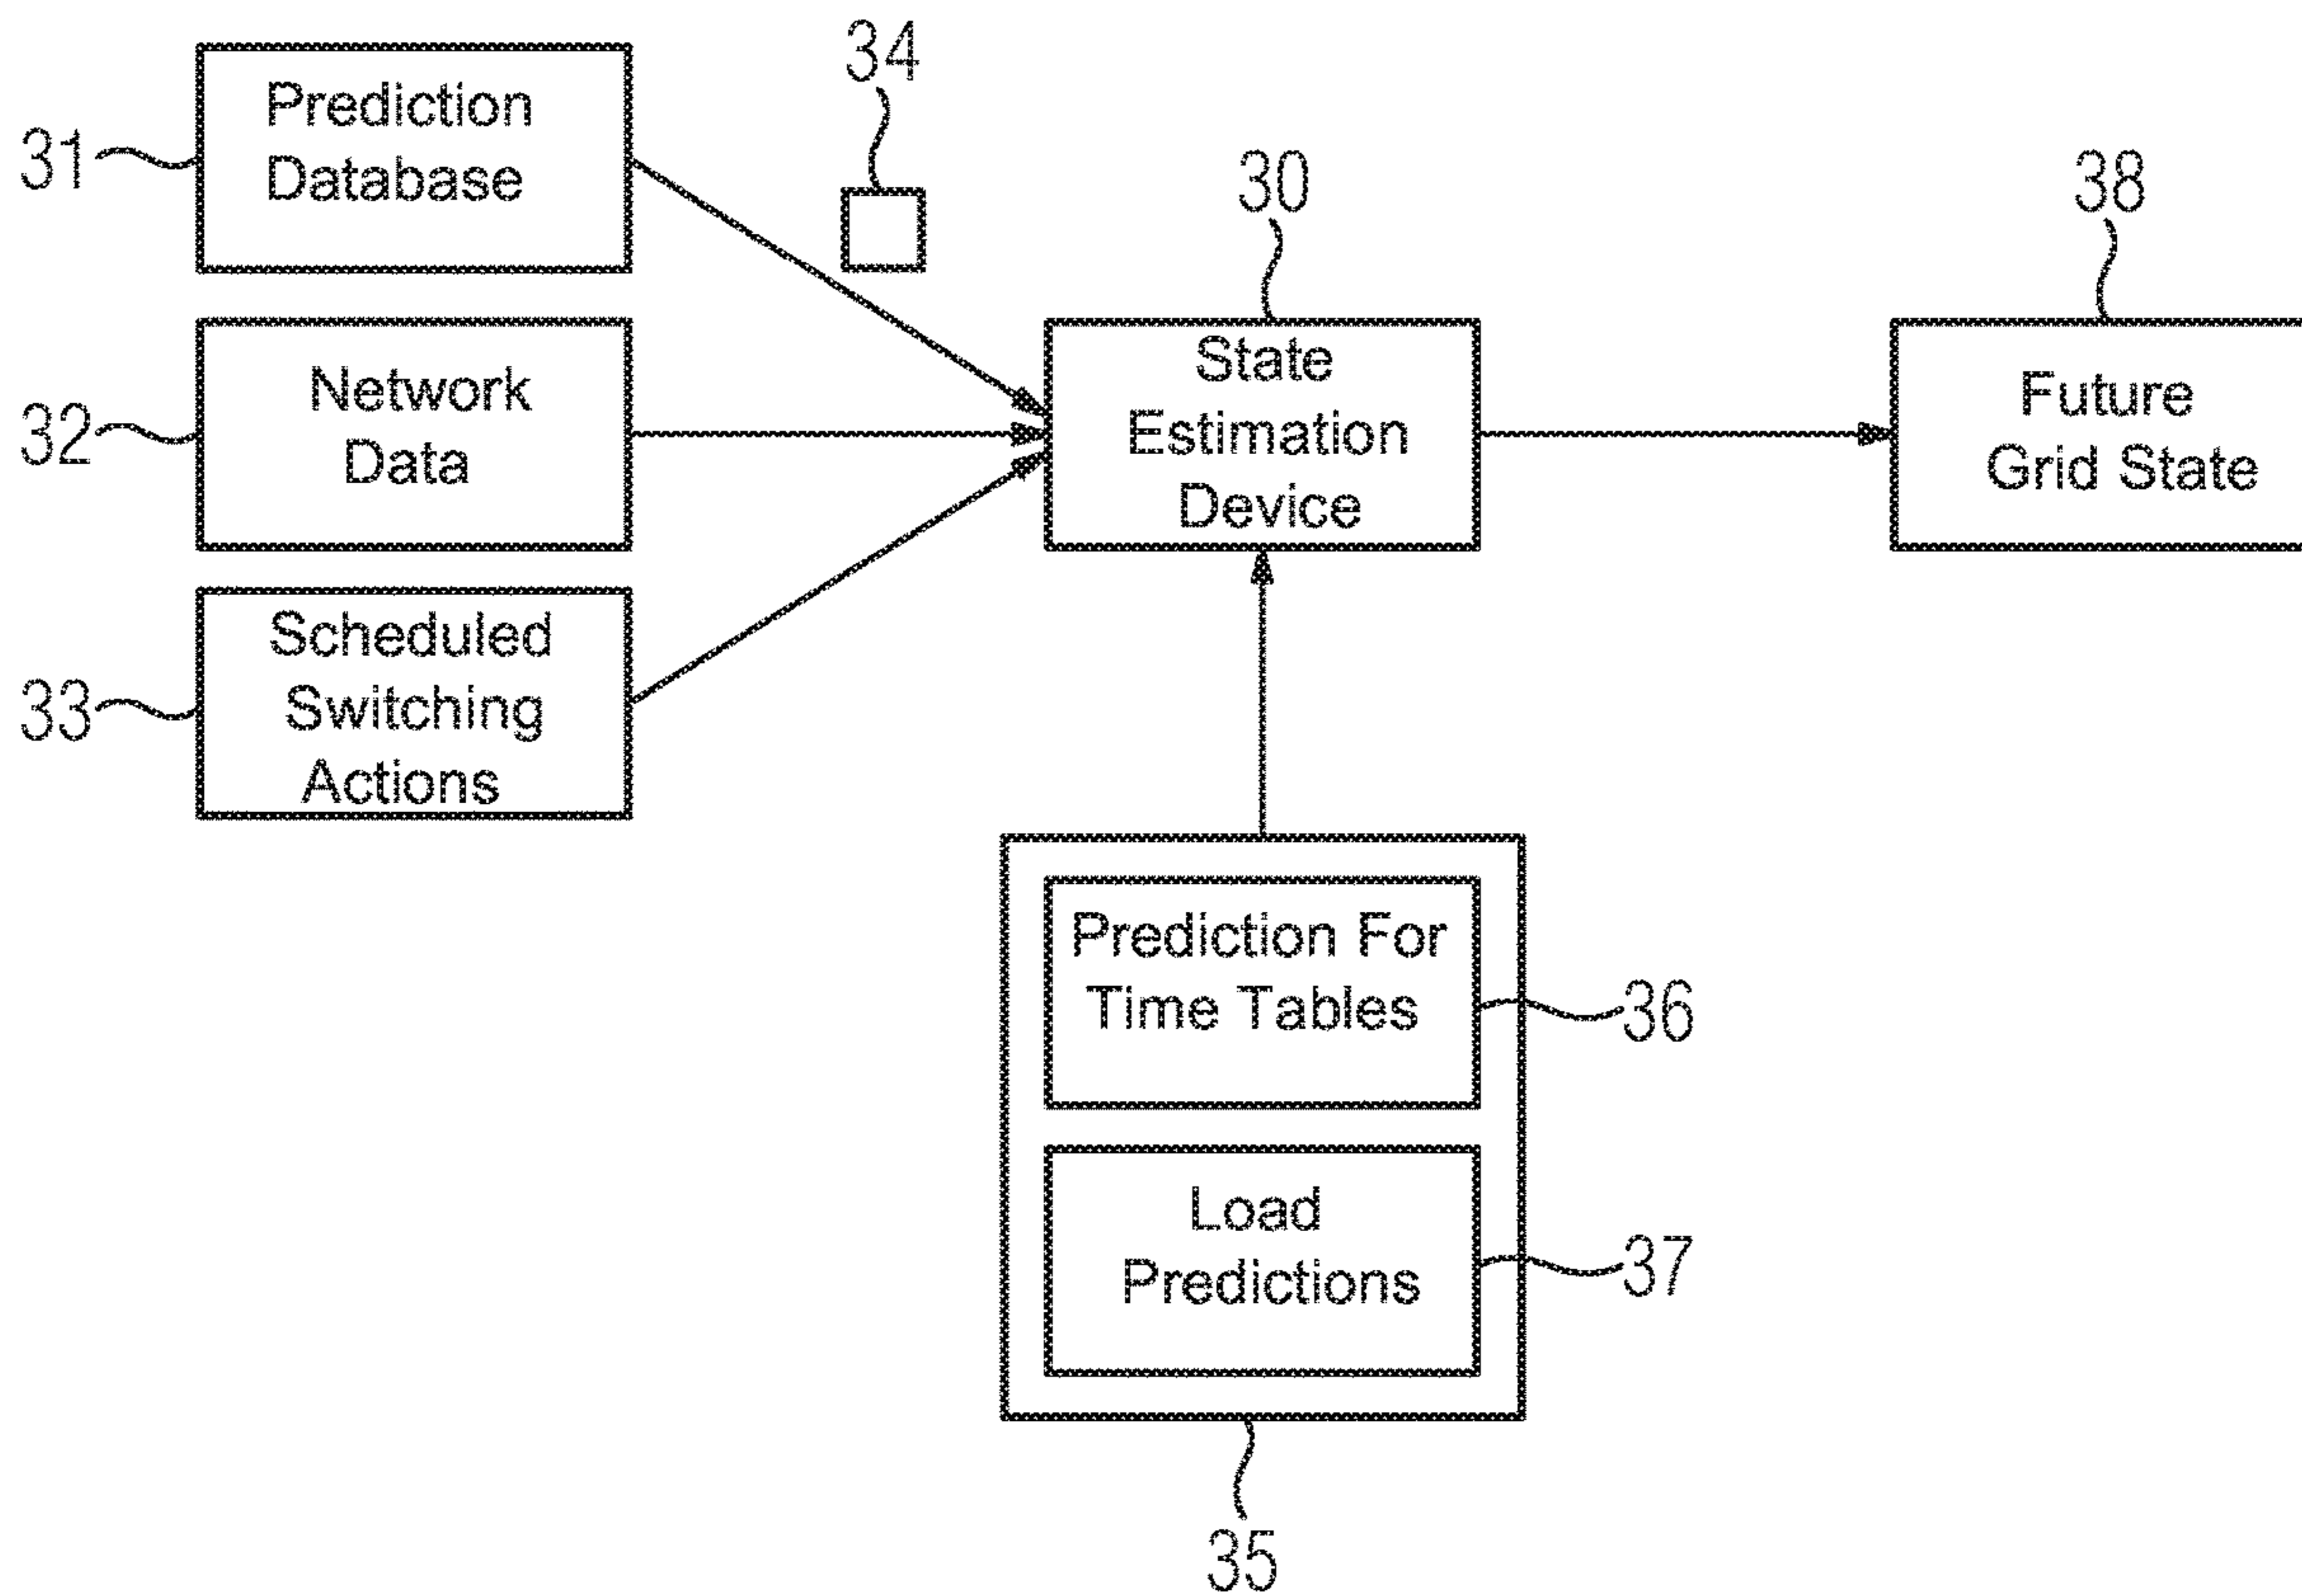 34
Prediction
Database
31
30
38
Network
Data
32
State
Estimation
Device
Future
Grid State
Scheduled
Switching
Actions
33
Prediction For
Time Tables
36
Load
Predictions
37
35